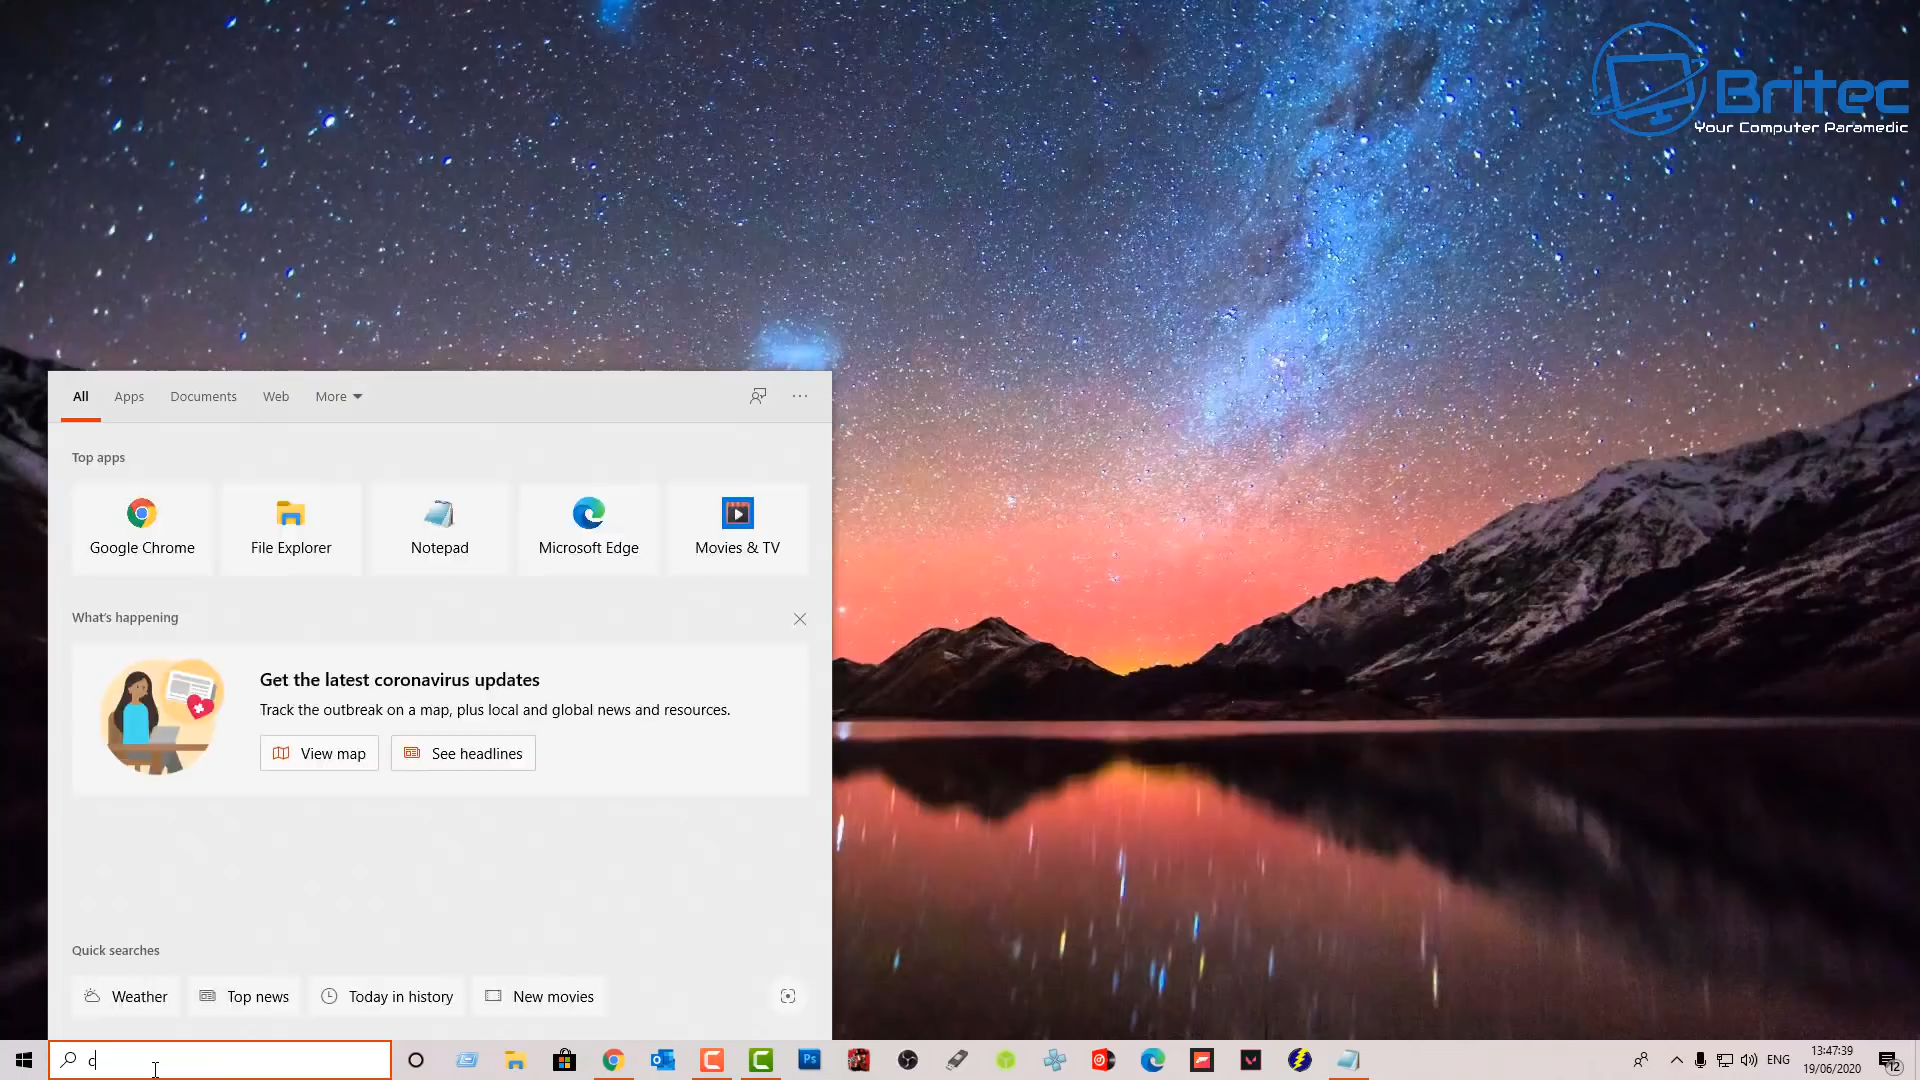 Britec
Your Computer Paramedic
All Apps Documents Web More
Top apps
Google Chrome File Explorer Notepad Microsoft Edge Movies & TV
What's happening
Get the latest coronavirus updates
Track the outbreak on a map, plus local and global news and resources.
View map See headlines
Quick searches
Weather Top news Today in history New movies
c
Ps
ENG
13:47:39
19/06/2020
12